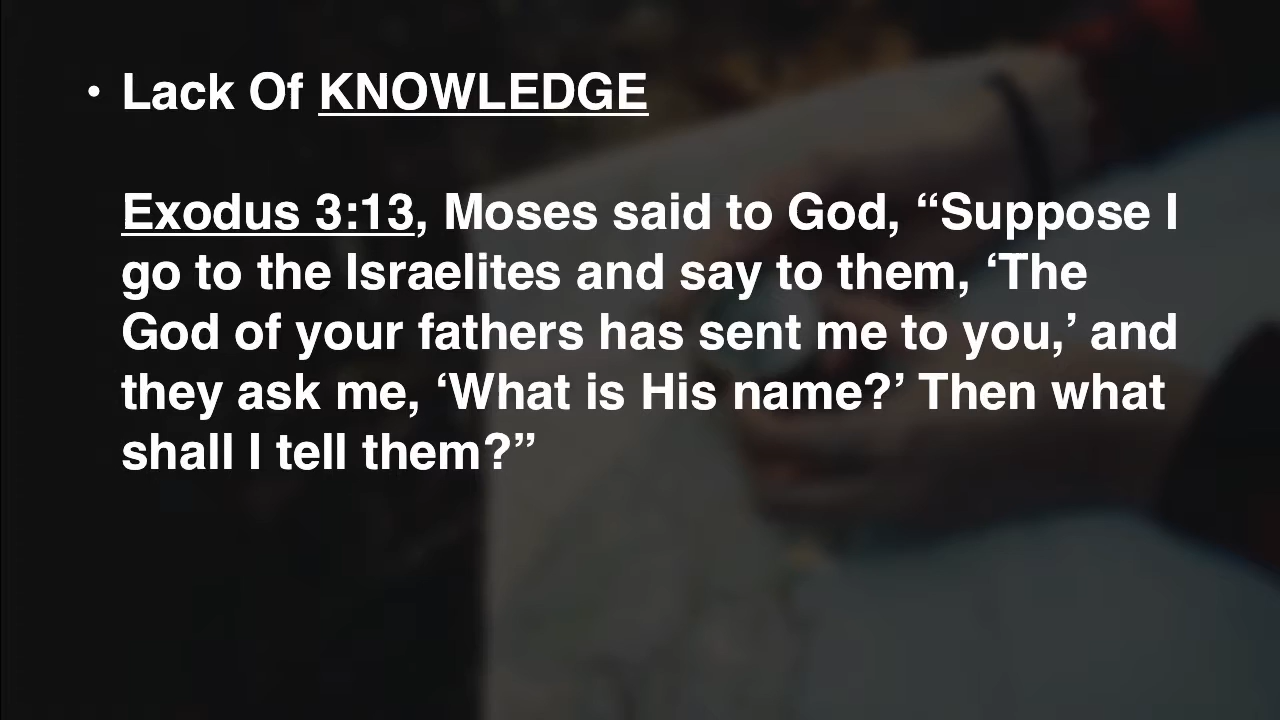 • Lack Of KNOWLEDGE
Exodus 3:13, Moses said to God, “Suppose I
go to the Israelites and say to them, ‘The
God of your fathers has sent me to you,’ and
they ask me, ‘What is His name?’ Then what
shall I tell them?”